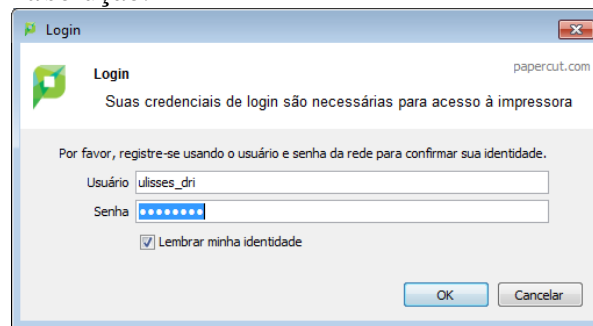 Login
papercut.com
Login
Suas credenciais de login são necessárias para acesso à impressora
Por favor, registre-se usando o usuário e senha da rede para confirmar sua identidade.
Usuário ulisses_dri
Senha ••••••••
Lembrar minha identidade
OK Cancelar